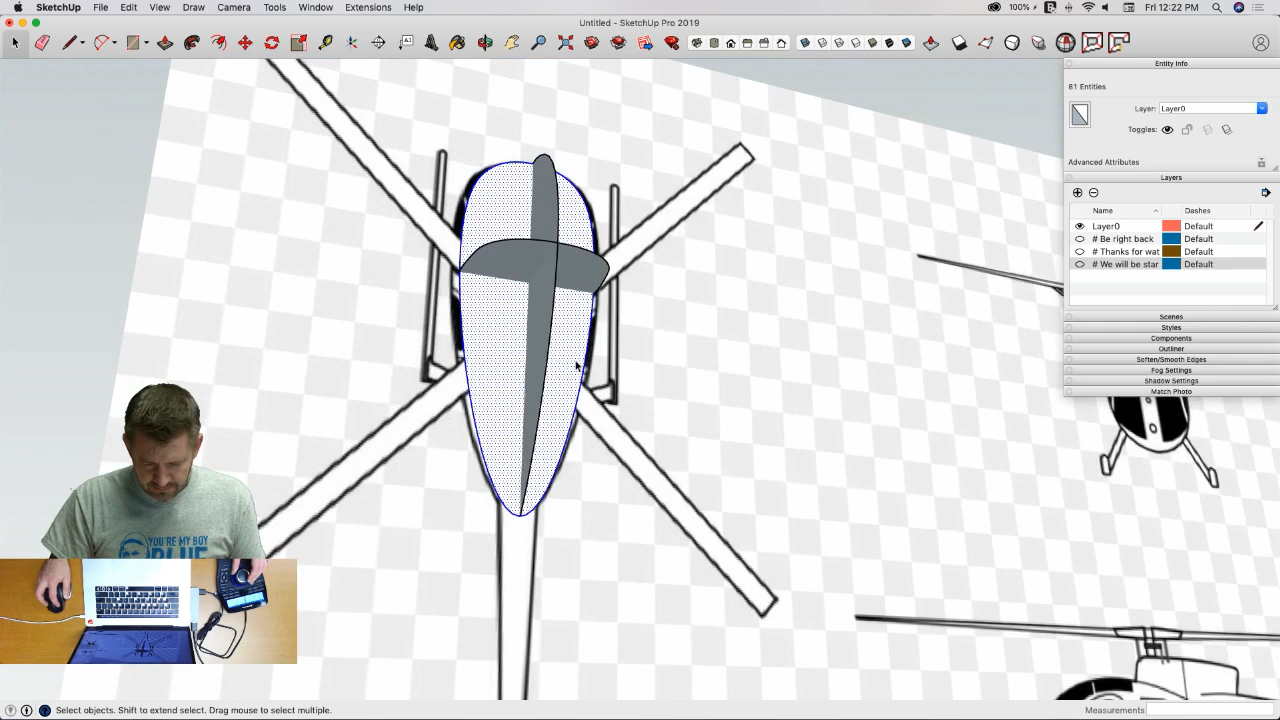 SketchUp File Edit View Draw Camera Tools Window Extensions Help 100% Fri 12:22 PM
Untitled - SketchUp Pro 2019
Entity Info
81 Entities
Layer: Layer0
Toggles:
Advanced Attributes
Layers
Name Dashes
Layer0 Default
# Be right back Default
# Thanks for wat Default
# We will be star Default
Scenes
Styles
Components
Outliner
Soften/Smooth Edges
Fog Settings
Shadow Settings
Match Photo
YOU'RE MY BOY
BLUE
Select objects. Shift to extend select. Drag mouse to select multiple.
Measurements